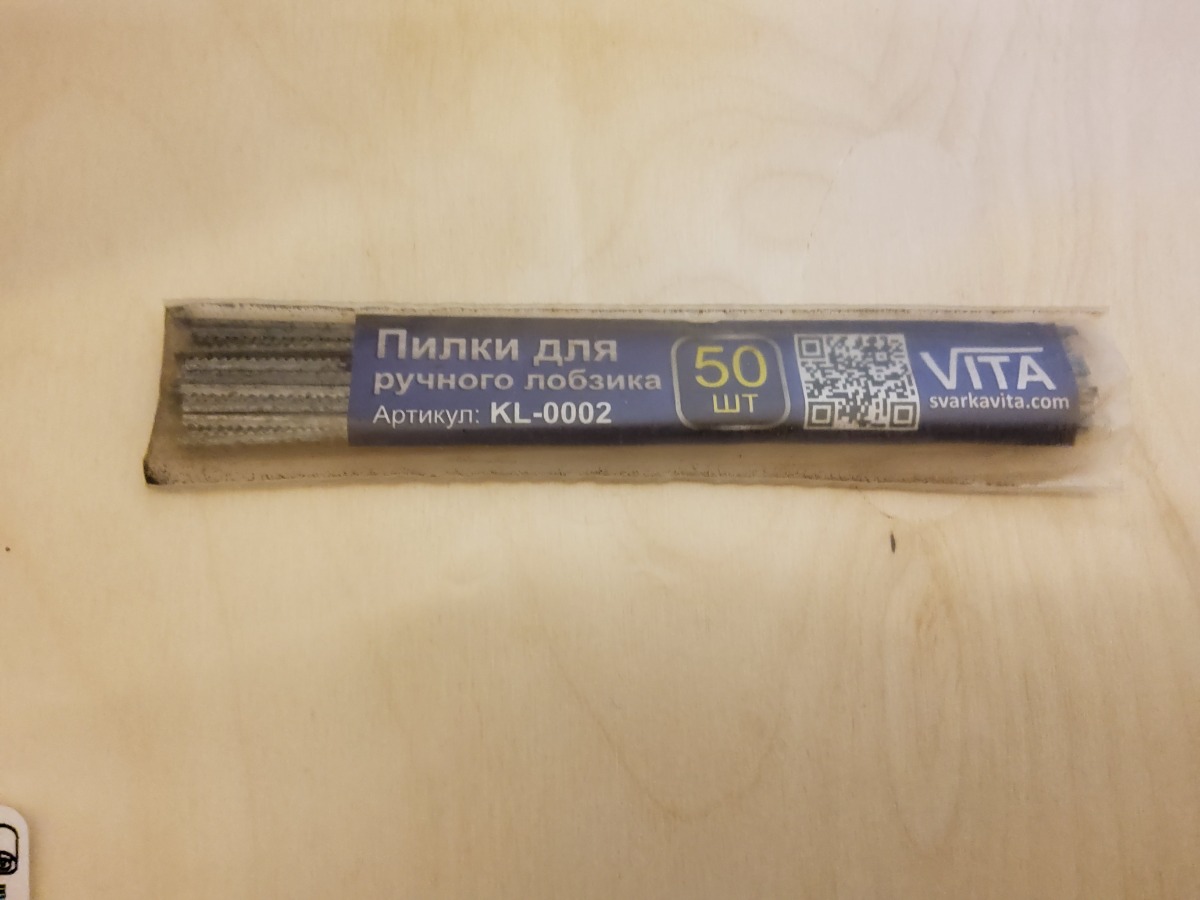 Пилки для
ручного лобзика
Артикул: KL-0002
50
шт
VITA
svarkavita.com